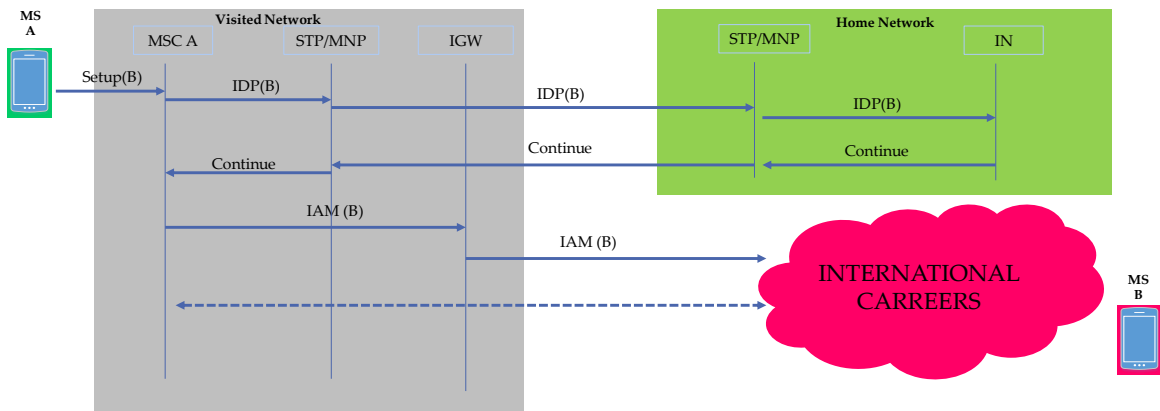 MS
A
Visited Network
Home Network
MSC A
STP/MNP
IGW
STP/MNP
IN
Setup(B)
IDP(B)
IDP(B)
IDP(B)
Continue
Continue
Continue
IAM (B)
IAM (B)
INTERNATIONAL
CARREERS
MS
B